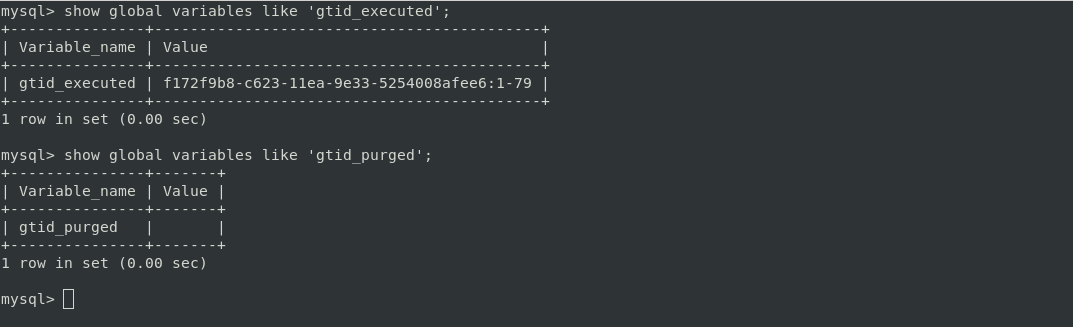 mysql> show global variables like 'gtid_executed';
+---------------+-------------------------------------------+
| Variable_name | Value                                     |
+---------------+-------------------------------------------+
| gtid_executed | f172f9b8-c623-11ea-9e33-5254008afee6:1-79 |
+---------------+-------------------------------------------+
1 row in set (0.00 sec)

mysql> show global variables like 'gtid_purged';
+---------------+-------+
| Variable_name | Value |
+---------------+-------+
| gtid_purged   |       |
+---------------+-------+
1 row in set (0.00 sec)

mysql>